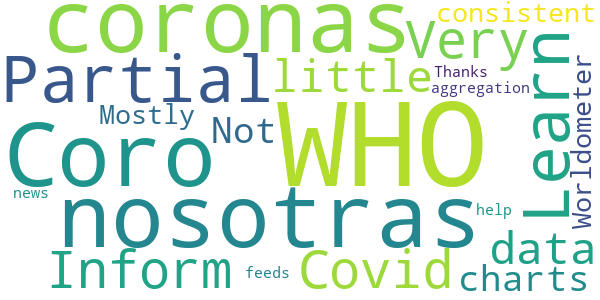 coronas
Very
consistent
Partial
little
Thanks
aggregation
Mostly
Not
WHO
Learn
Worldometer
Coro
nosotras
news
help
Inform
feeds
Covid
data
charts